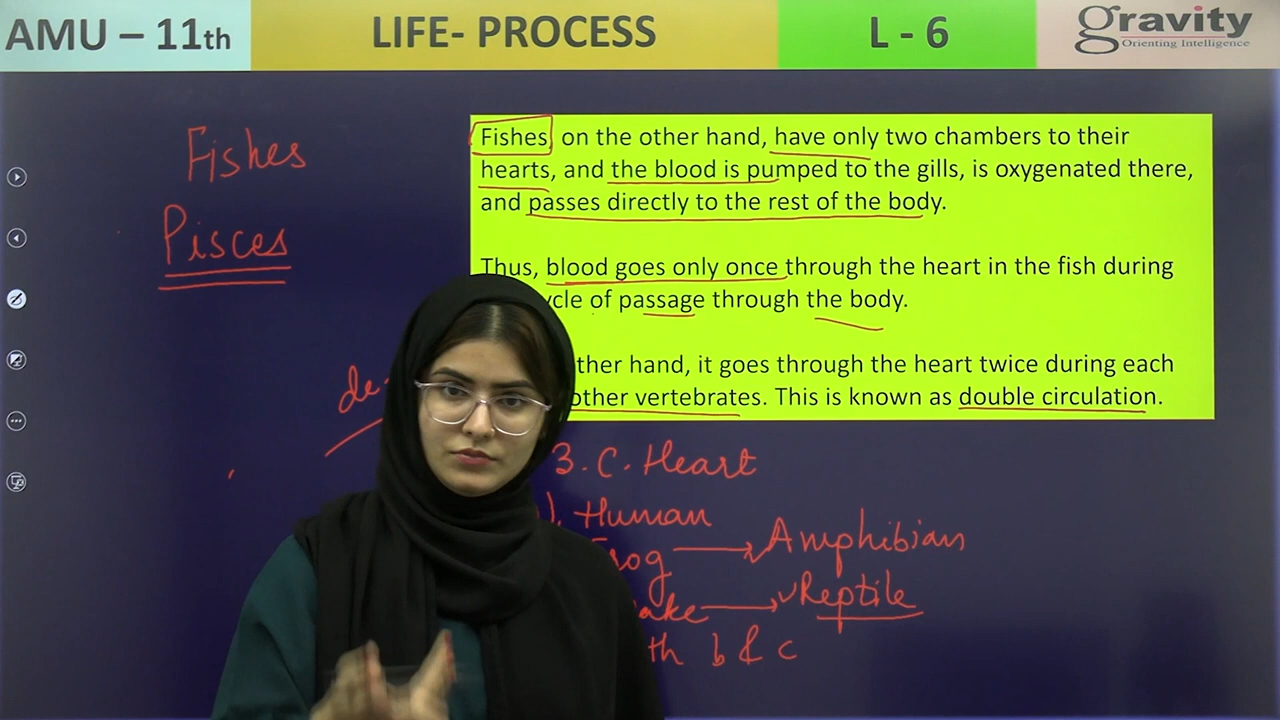 AMU – 11th
LIFE- PROCESS
L - 6
gravity
Orienting Intelligence
Fishes
Pisces
Fishes, on the other hand, have only two chambers to their
hearts, and the blood is pumped to the gills, is oxygenated there,
and passes directly to the rest of the body.
Thus, blood goes only once through the heart in the fish during
of passage through the body.
hand, it goes through the heart twice during each
other vertebrates. This is known as double circulation.
3. C. Heart
Human
Amphibian
Reptile
b & c